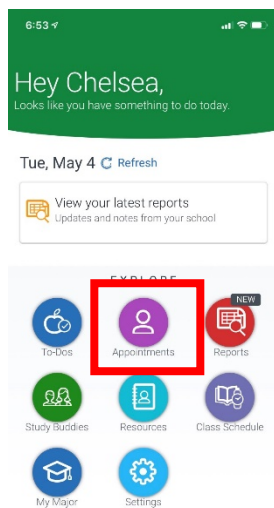 6:53
Hey Chelsea,
Looks like you have something to do today.
Tue, May 4 Refresh
View your latest reports
Updates and notes from your school
EXPLORE
NEW
To-Dos Appointments Reports
Study Buddies Resources Class Schedule
My Major Settings